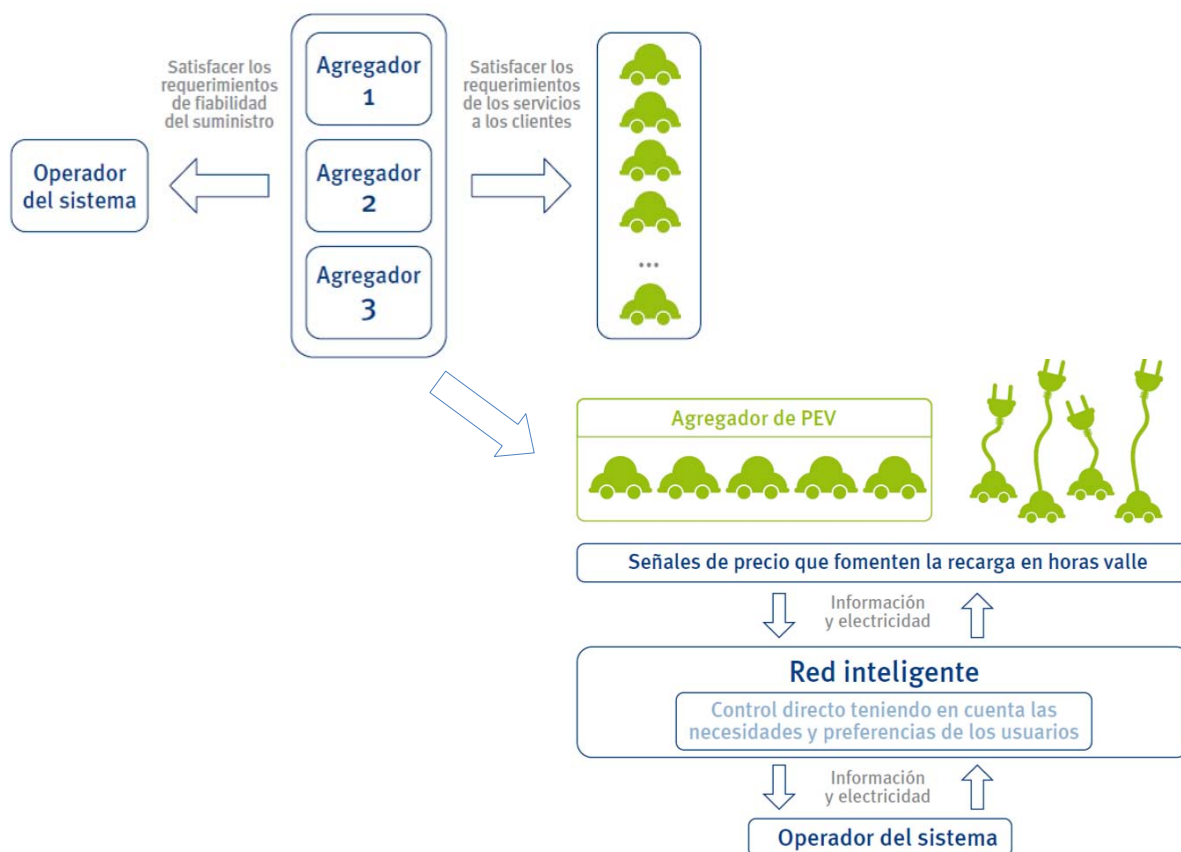 Satisfacer los
requerimientos
de fiabilidad
del suministro
Operador
del sistema
Agregador
1
Agregador
2
Agregador
3
Satisfacer los
requerimientos
de los servicios
a los clientes
...
Agregador de PEV
Señales de precio que fomenten la recarga en horas valle
Información
y electricidad
Red inteligente
Control directo teniendo en cuenta las
necesidades y preferencias de los usuarios
Información
y electricidad
Operador del sistema